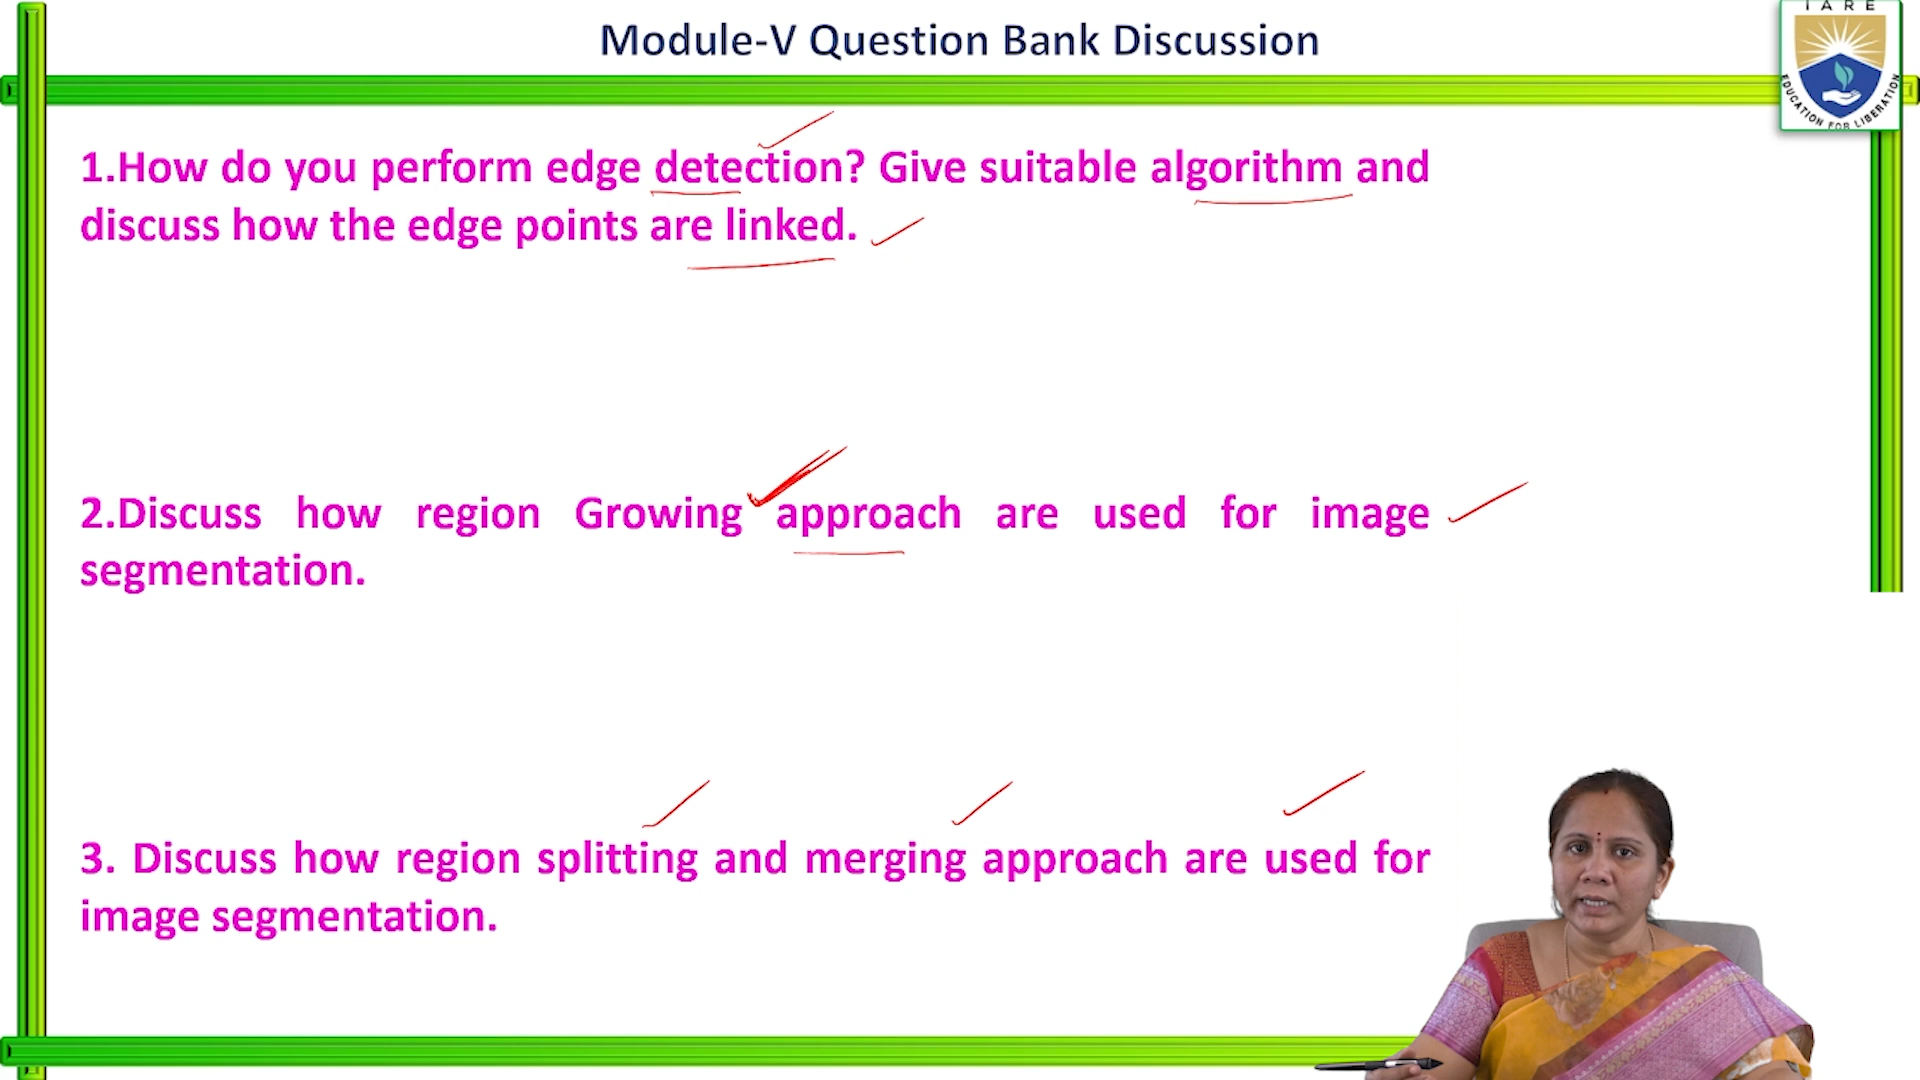 Module-V Question Bank Discussion
IARE
EDUCATION FOR LIBERATION
1.How do you perform edge detection? Give suitable algorithm and
discuss how the edge points are linked.
2.Discuss how region Growing approach are used for image
segmentation.
3. Discuss how region splitting and merging approach are used for
image segmentation.